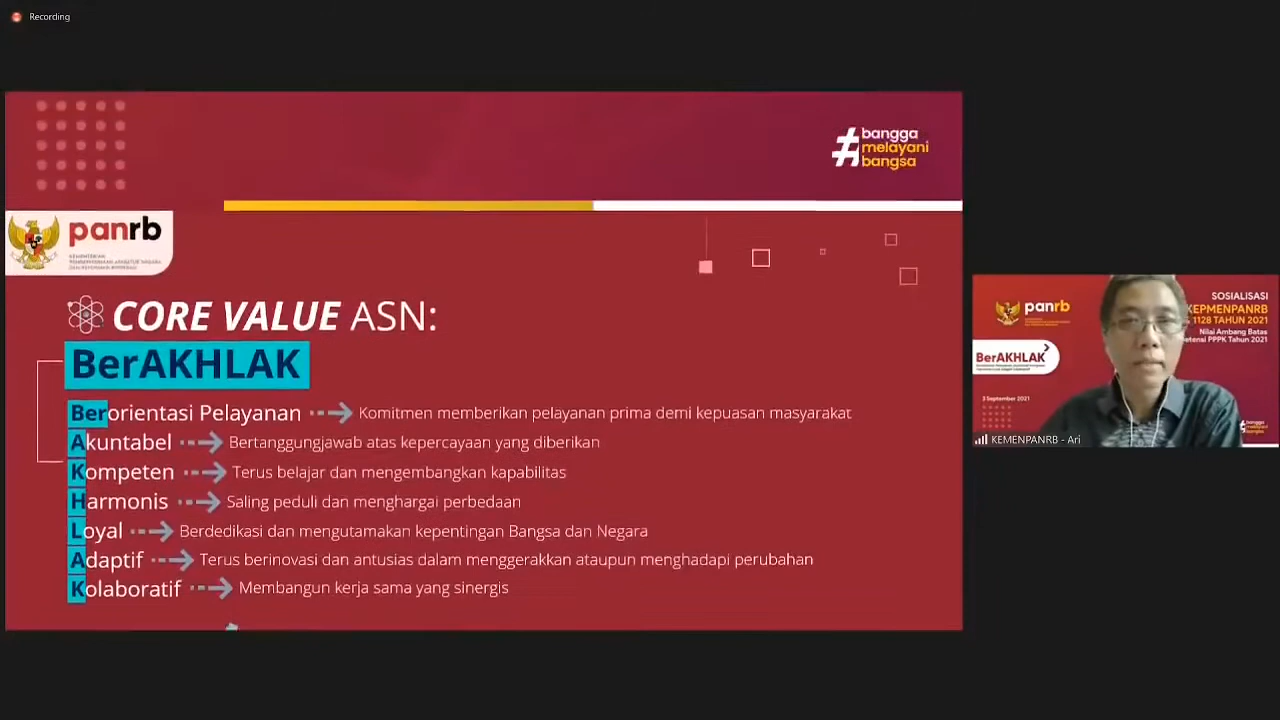 Recording
#bangga
melayani
bangsa
panrb
CORE VALUE ASN:
BerAKHLAK
Berorientasi Pelayanan Komitmen memberikan pelayanan prima demi kepuasan masyarakat
Akuntabel Bertanggungjawab atas kepercayaan yang diberikan
Kompeten Terus belajar dan mengembangkan kapabilitas
Harmonis Saling peduli dan menghargai perbedaan
Loyal Berdedikasi dan mengutamakan kepentingan Bangsa dan Negara
Adaptif Terus berinovasi dan antusias dalam menggerakkan ataupun menghadapi perubahan
Kolaboratif Membangun kerja sama yang sinergis
panrb
SOSIALISASI
KEPMENPANRB
1128 TAHUN 2021
Nilai Ambang Batas
PPPK Tahun 2021
BerAKHLAK
3 September 2021
KEMENPANRB - Ari